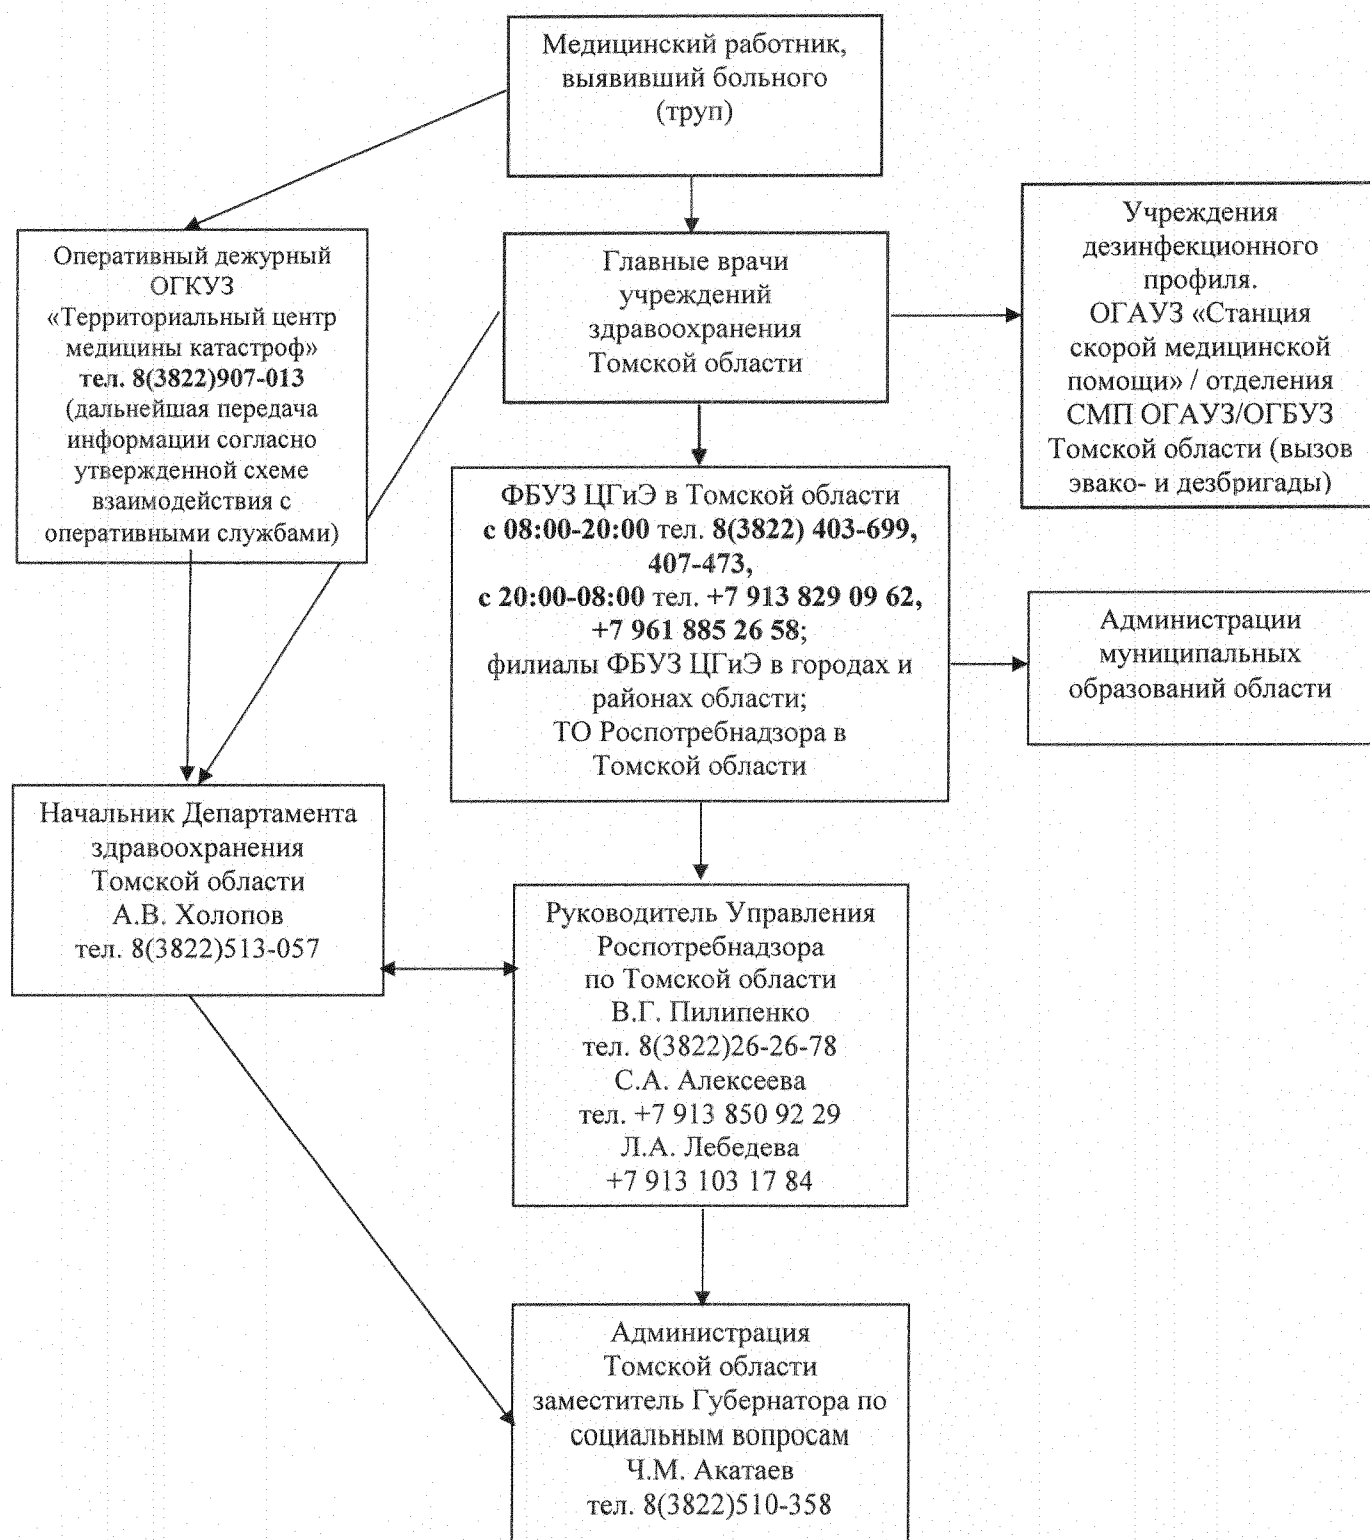 Медицинский работник,
выявивший больного
(труп)
Оперативный дежурный
ОГКУЗ
«Территориальный центр
медицины катастроф»
тел. 8(3822)907-013
(дальнейшая передача
информации согласно
утвержденной схеме
взаимодействия с
оперативными службами)
Главные врачи
учреждений
здравоохранения
Томской области
Учреждения
дезинфекционного
профиля.
ОГАУЗ «Станция
скорой медицинской
помощи» / отделения
СМП ОГАУЗ/ОГБУЗ
Томской области (вызов
эвако- и дезбригады)
ФБУЗ ЦГиЭ в Томской области
с 08:00-20:00 тел. 8(3822) 403-699,
407-473,
с 20:00-08:00 тел. +7 913 829 09 62,
+7 961 885 26 58;
филиалы ФБУЗ ЦГиЭ в городах и
районах области;
ТО Роспотребнадзора в
Томской области
Администрации
муниципальных
образований области
Начальник Департамента
здравоохранения
Томской области
А.В. Холопов
тел. 8(3822)513-057
Руководитель Управления
Роспотребнадзора
по Томской области
В.Г. Пилипенко
тел. 8(3822)26-26-78
С.А. Алексеева
тел. +7 913 850 92 29
Л.А. Лебедева
+7 913 103 17 84
Администрация
Томской области
заместитель Губернатора по
социальным вопросам
Ч.М. Акатаев
тел. 8(3822)510-358